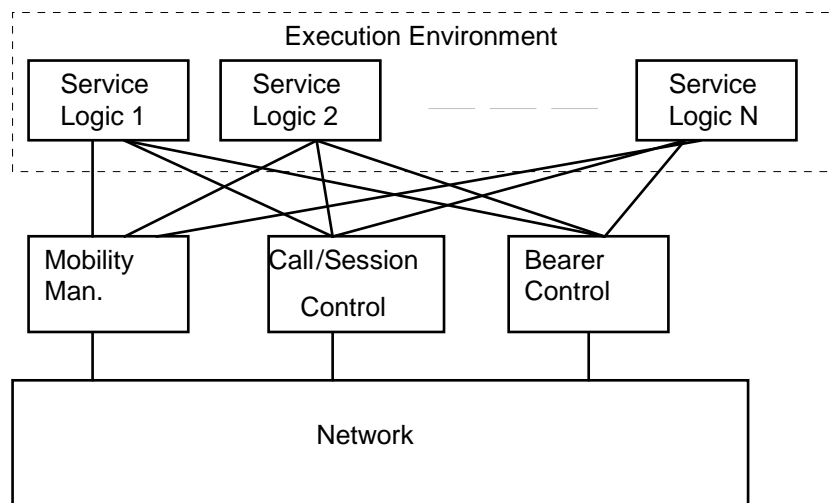 Execution Environment
Service
Logic 1
Service
Logic 2
Service
Logic N
Mobility
Man.
Call/Session
Control
Bearer
Control
Network